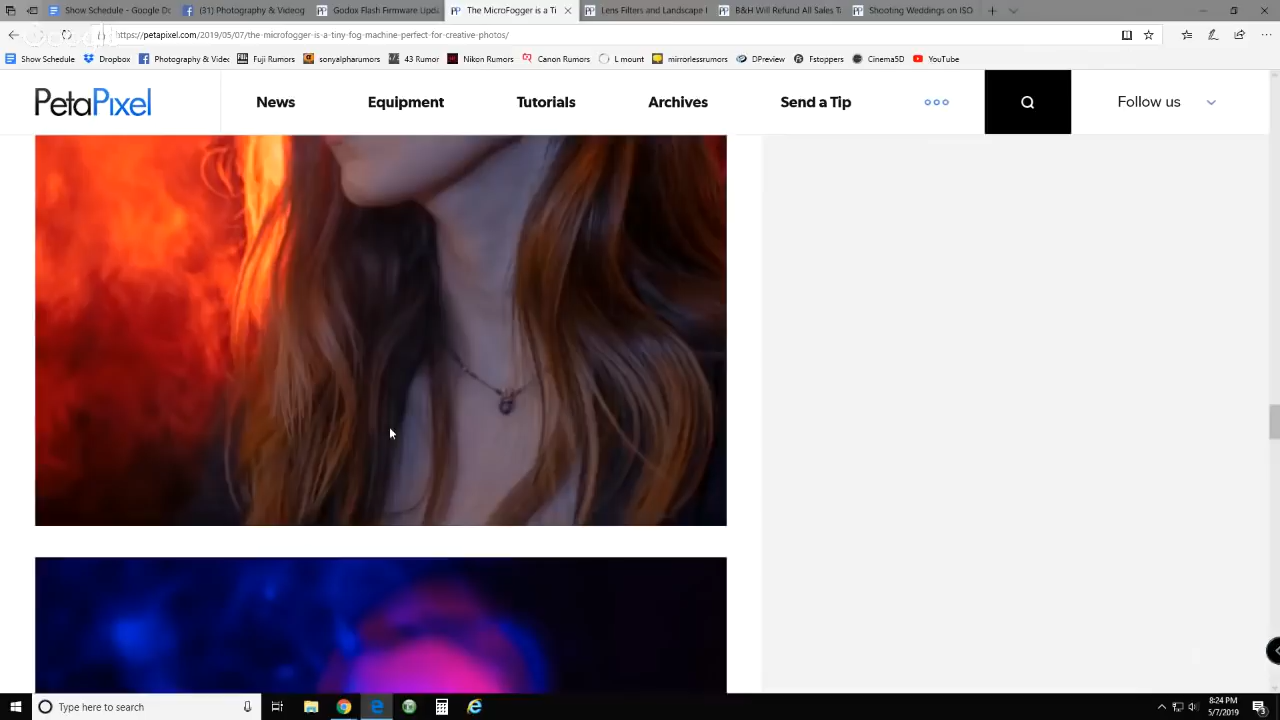 Show Schedule - Google Do
(31) Photography & Videog
Godox Flash Firmware Upda
The MicroFogger is a Ti
Lens Filters and Landscape I
B&H Will Refund All Sales Ta
Shooting Weddings on ISO
https://petapixel.com/2019/05/07/the-microfogger-is-a-tiny-fog-machine-perfect-for-creative-photos/
Show Schedule Dropbox Photography & Video Fuji Rumors sonyalpharumors 43 Rumor Nikon Rumors Canon Rumors L mount mirrorlessrumors DPreview Fstoppers Cinema5D YouTube
PetaPixel News Equipment Tutorials Archives Send a Tip Follow us
Type here to search
8:24 PM
5/7/2019